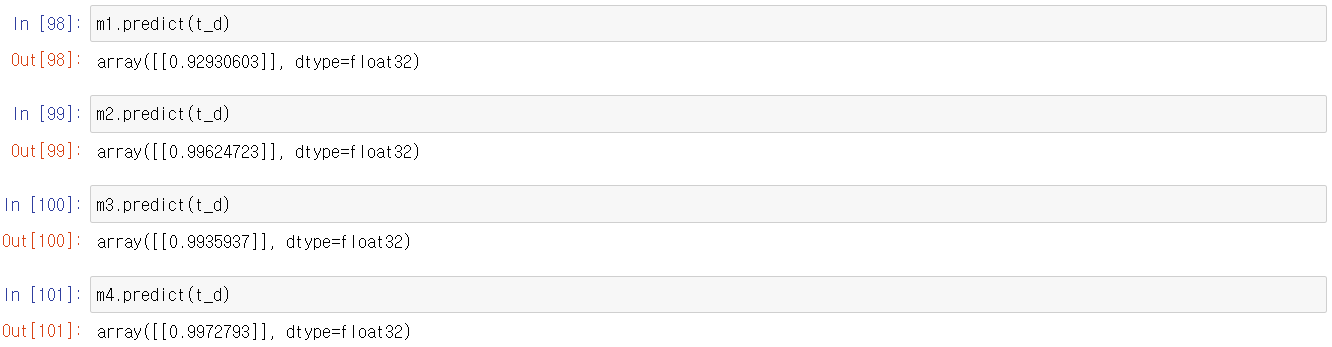 In [98]: m1.predict(t_d)
Out[98]: array([[0.92930603]], dtype=float32)
In [99]: m2.predict(t_d)
Out[99]: array([[0.99624723]], dtype=float32)
In [100]: m3.predict(t_d)
Out[100]: array([[0.9935937]], dtype=float32)
In [101]: m4.predict(t_d)
Out[101]: array([[0.9972793]], dtype=float32)